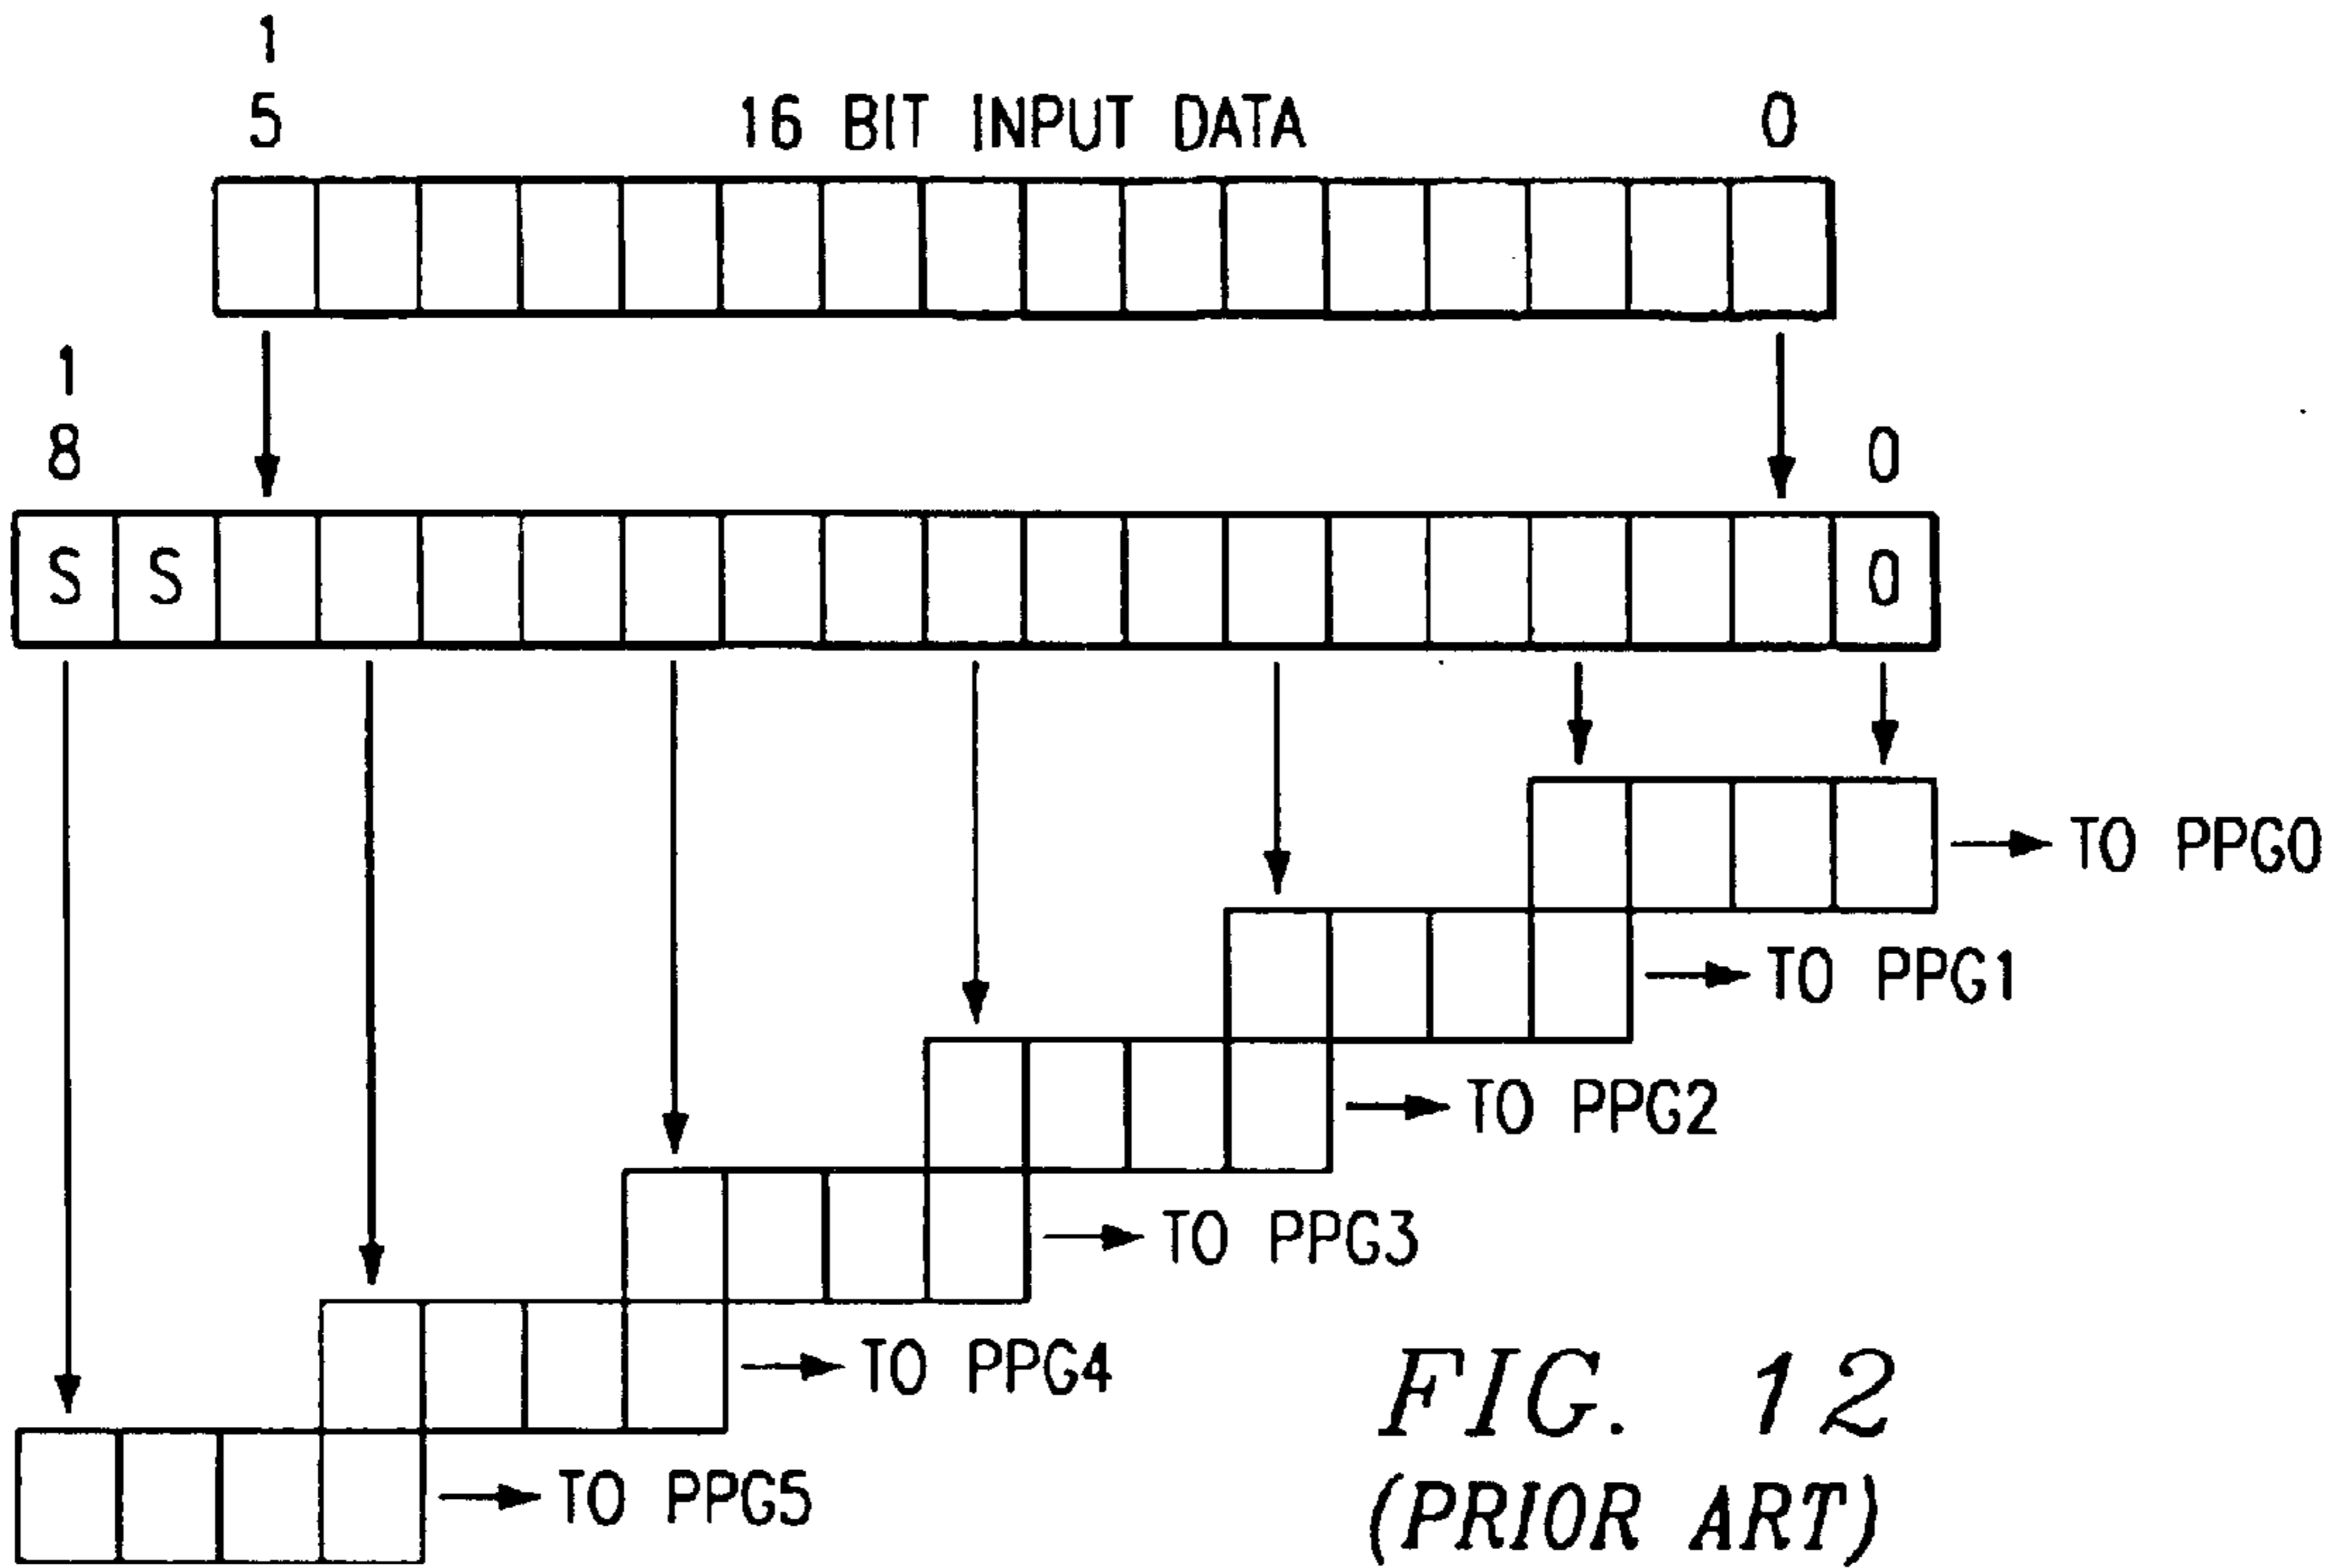 1
5 16 BIT INPUT DATA 0
1
8 0
S S 0
TO PPG0
TO PPG1
TO PPG2
TO PPG3
TO PPG4
TO PPG5
FIG. 12
(PRIOR ART)